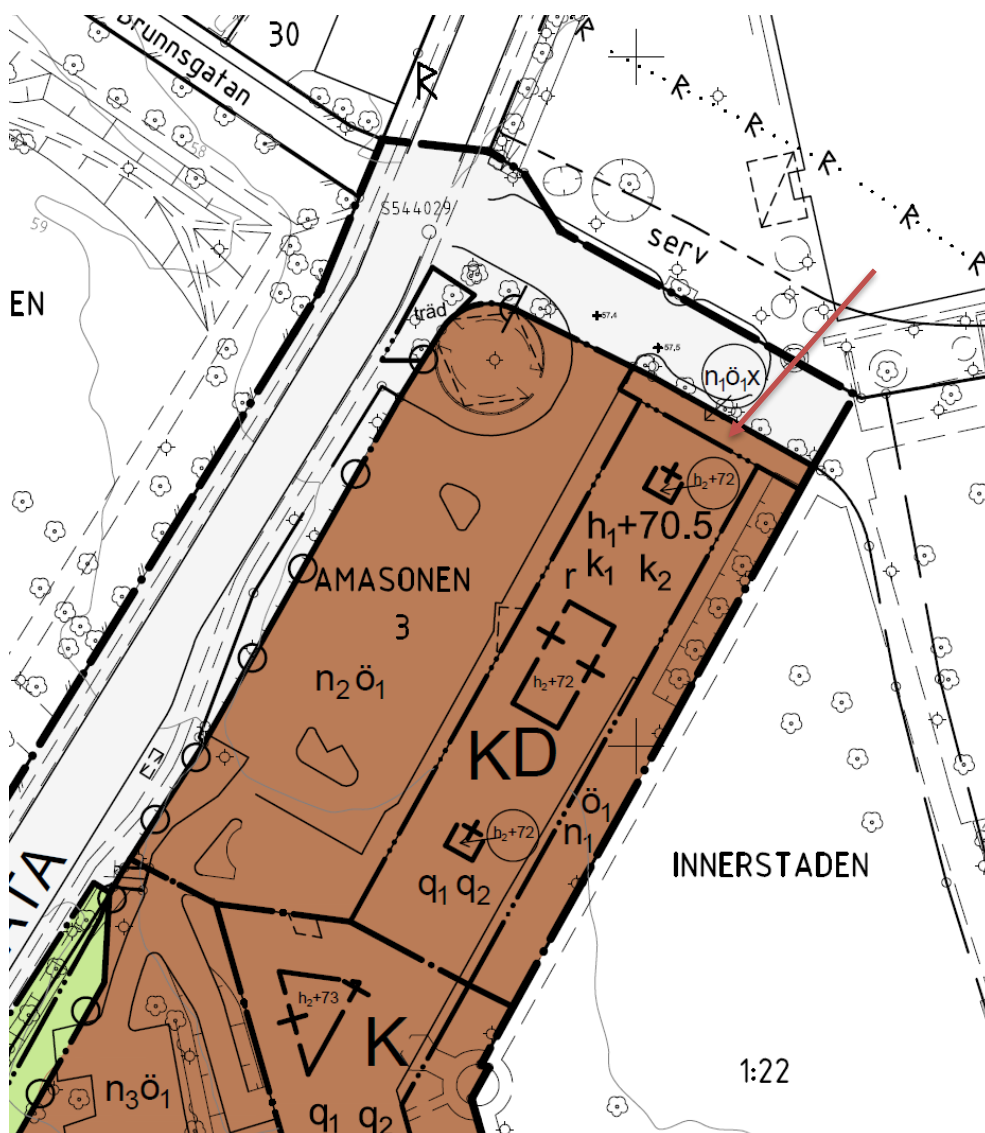 30
Brunnsgatan
R
R
R
R
R
R
R
58
S544029
59
serv
EN
träd
57,4
57,5
n₁ö₁x
h₂+72
h₁+70.5
k₁ k₂
r
AMASONEN
3
h₂+72
n₂ö₁
KD
ö₁
n₁
h₂+72
q₁ q₂
INNERSTADEN
ATA
h₂+73
K
1:22
n₃ö₁
q₁ q₂